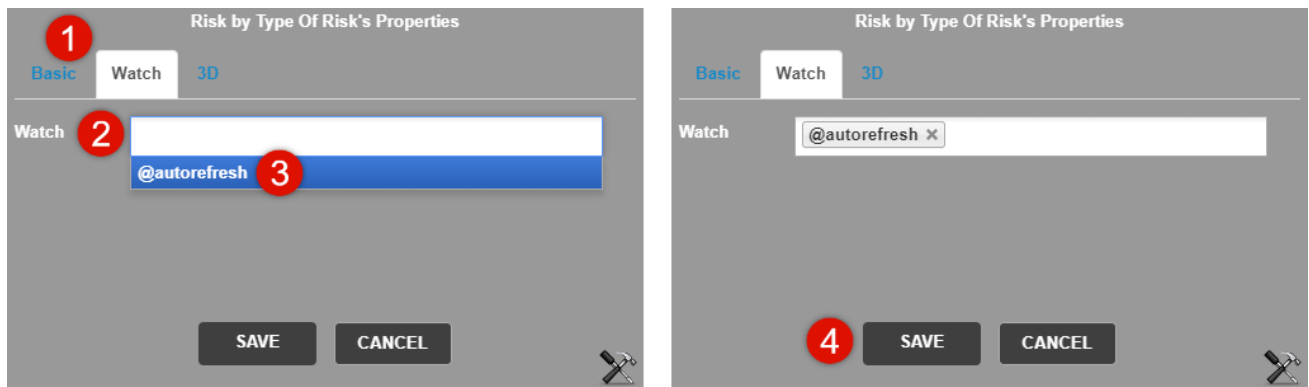 Risk by Type Of Risk's Properties
1
Basic Watch 3D
Watch 2
@autorefresh 3
SAVE CANCEL
Risk by Type Of Risk's Properties
Basic Watch 3D
Watch @autorefresh ×
4 SAVE CANCEL